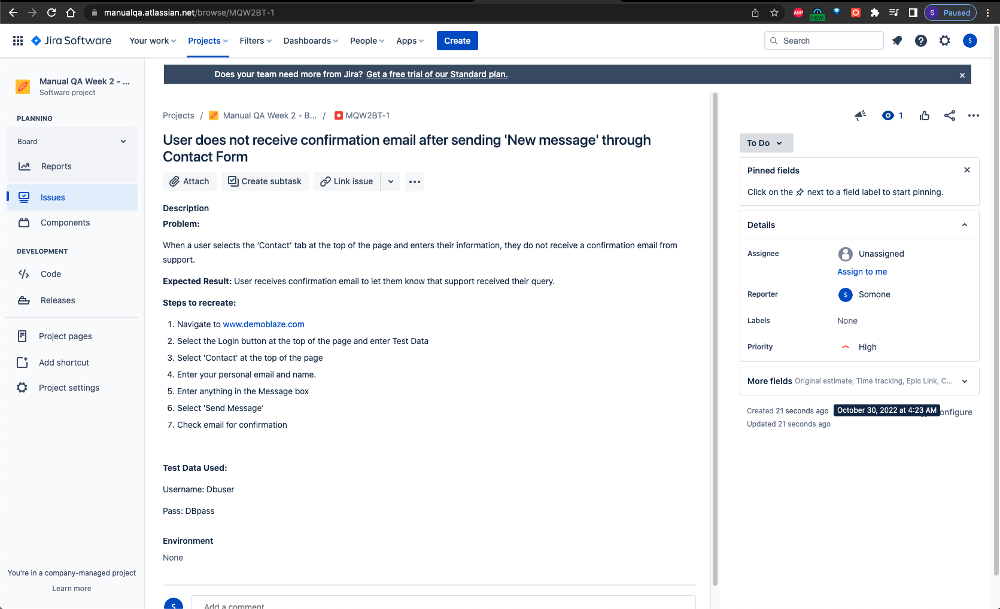 manualqa.atlassian.net/browse/MQW2BT-1
ABP
NEW
S Paused
Jira Software
Your work
Projects
Filters
Dashboards
People
Apps
Create
Search
S
Manual QA Week 2 - ...
Software project
PLANNING
Board
Reports
Issues
Components
DEVELOPMENT
Code
Releases
Project pages
Add shortcut
Project settings
You're in a company-managed project
Learn more
Does your team need more from Jira? Get a free trial of our Standard plan.
Projects / Manual QA Week 2 - B... / MQW2BT-1
User does not receive confirmation email after sending 'New message' through
Contact Form
Attach
Create subtask
Link issue
Description
Problem:
When a user selects the ‘Contact’ tab at the top of the page and enters their information, they do not receive a confirmation email from
support.
Expected Result: User receives confirmation email to let them know that support received their query.
Steps to recreate:
1. Navigate to www.demoblaze.com
2. Select the Login button at the top of the page and enter Test Data
3. Select 'Contact' at the top of the page
4. Enter your personal email and name.
5. Enter anything in the Message box
6. Select 'Send Message'
7. Check email for confirmation
Test Data Used:
Username: Dbuser
Pass: DBpass
Environment
None
S
Add a comment
1
To Do
Pinned fields
Click on the next to a field label to start pinning.
Details
Assignee
Unassigned
Assign to me
Reporter
S Somone
Labels
None
Priority
High
More fields Original estimate, Time tracking, Epic Link, C...
Created 21 seconds ago
October 30, 2022 at 4:23 AM
onfigure
Updated 21 seconds ago